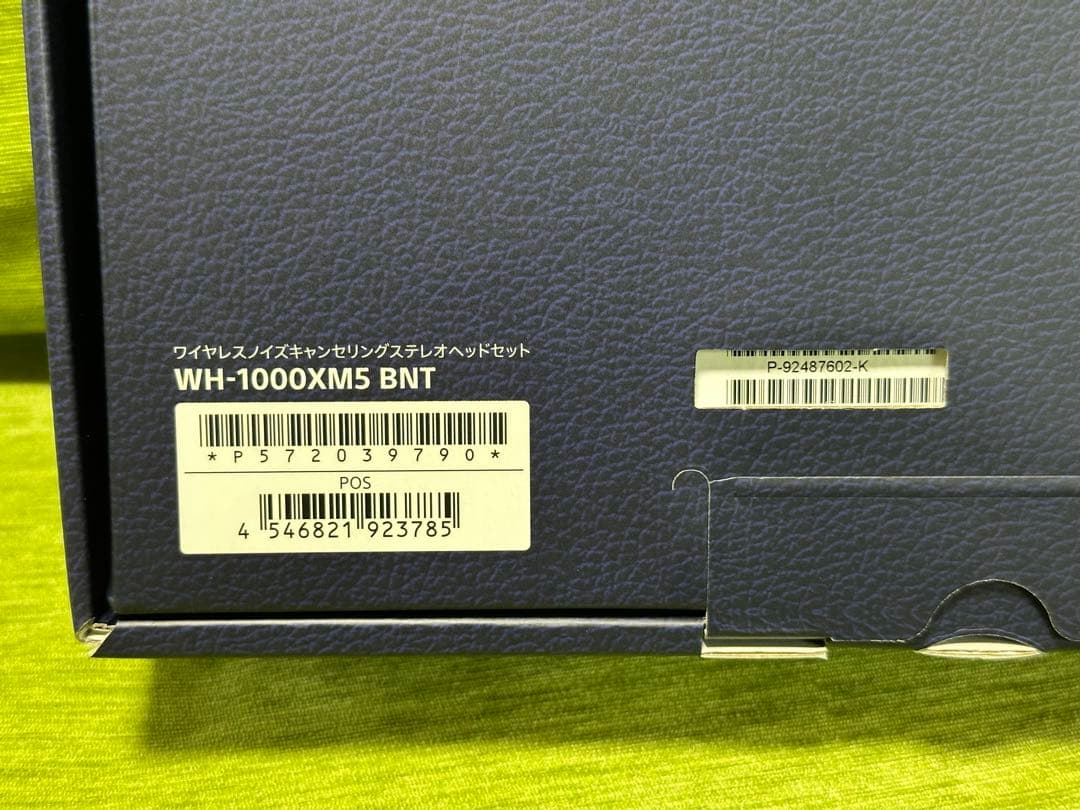 ワイヤレスノイズキャンセリングステレオヘッドセット
WH-1000XM5 BNT
*P572039790*
POS
4 546821 923785
P-92487602-K